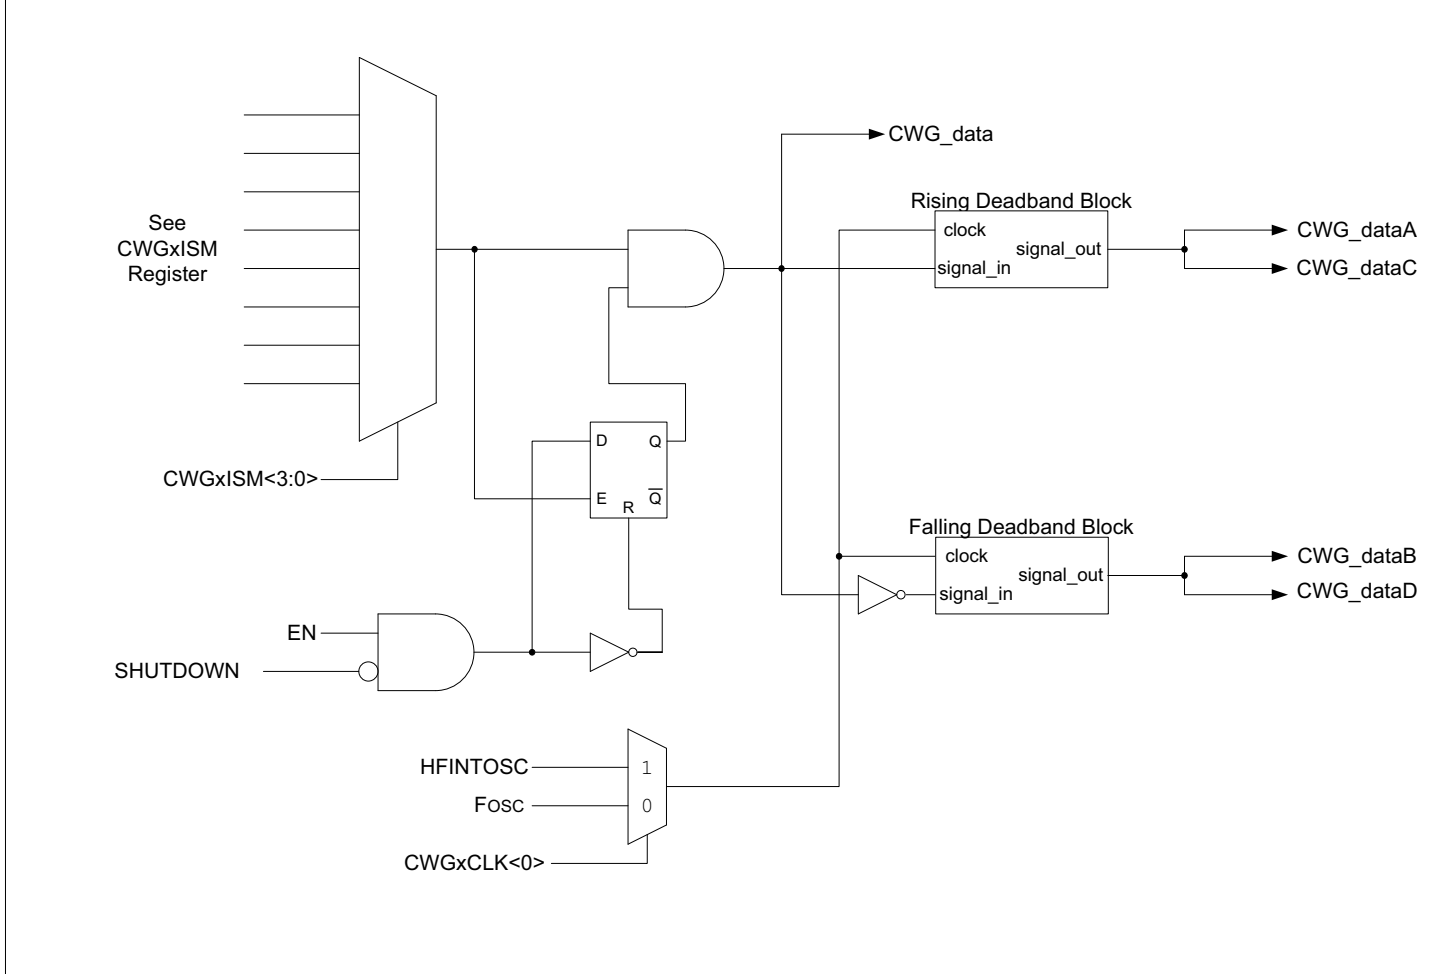 CWG_data
Rising Deadband Block
clock
signal_out
signal_in
CWG_dataA
CWG_dataC
See
CWGxISM
Register
D
Q
E
Q̅
R
CWGxISM<3:0>
Falling Deadband Block
clock
signal_out
signal_in
CWG_dataB
CWG_dataD
EN
SHUTDOWN
HFINTOSC
1
FOSC
0
CWGxCLK<0>